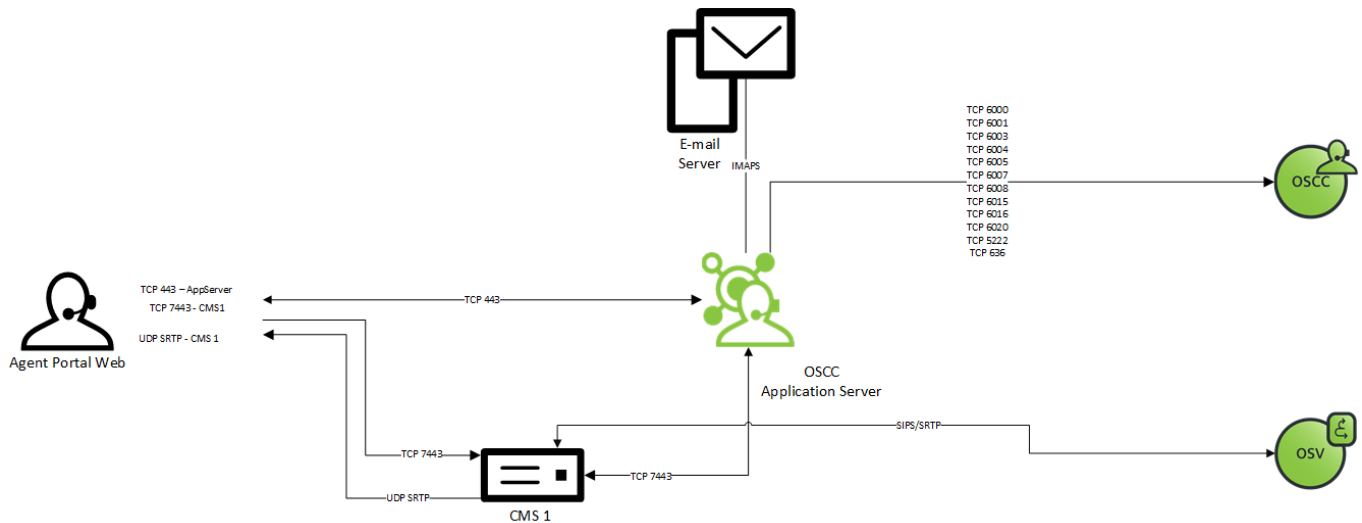 E-mail
Server
IMAPS
TCP 6000
TCP 6001
TCP 6003
TCP 6004
TCP 6005
TCP 6007
TCP 6008
TCP 6015
TCP 6016
TCP 6020
TCP 5222
TCP 636
OSCC
TCP 443 – AppServer
TCP 7443 - CMS1
UDP SRTP - CMS 1
Agent Portal Web
TCP 443
OSCC
Application Server
SIPS/SRTP
OSV
TCP 7443
TCP 7443
UDP SRTP
CMS 1